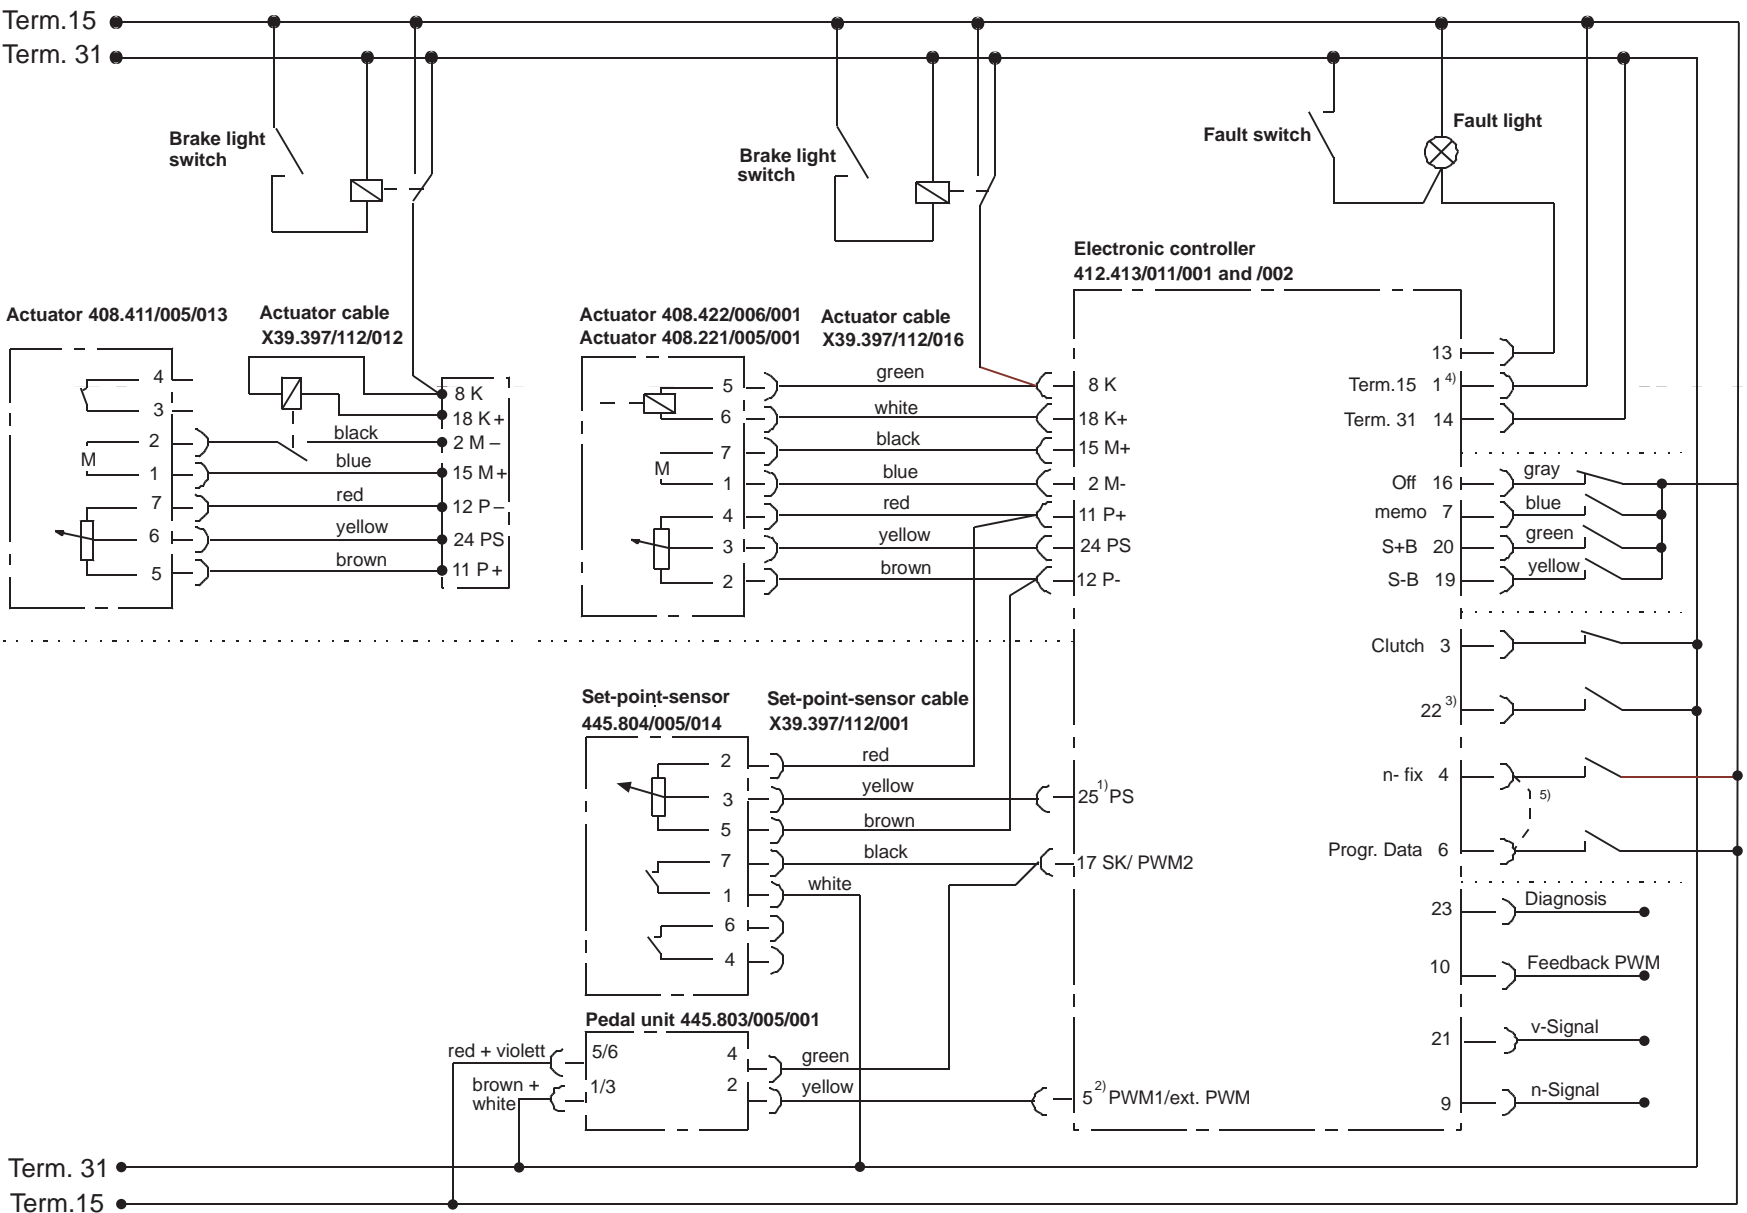 Term.15
Term. 31
Brake light
switch
Brake light
switch
Fault switch
Fault light
Electronic controller
412.413/011/001 and /002
Actuator 408.411/005/013
Actuator cable
X39.397/112/012
4
3
2
M
1
7
6
5
black
blue
red
yellow
brown
8 K
18 K+
2 M –
15 M+
12 P–
24 PS
11 P+
Actuator 408.422/006/001
Actuator 408.221/005/001
Actuator cable
X39.397/112/016
5
6
7
M
1
4
3
2
green
white
black
blue
red
yellow
brown
8 K
18 K+
15 M+
2 M-
11 P+
24 PS
12 P-
13
Term.15 1 4)
Term. 31 14
Off 16 gray
memo 7 blue
S+B 20 green
S-B 19 yellow
Clutch 3
22 3)
n- fix 4
5)
Progr. Data 6
23 Diagnosis
10 Feedback PWM
21 v-Signal
9 n-Signal
Set-point-sensor
445.804/005/014
Set-point-sensor cable
X39.397/112/001
2 red
3 yellow
5 brown
7 black
1 white
6
4
25 1) PS
17 SK/ PWM2
5 2) PWM1/ext. PWM
Pedal unit 445.803/005/001
red + violett 5/6
brown +
white
1/3
4 green
2 yellow
Term. 31
Term.15